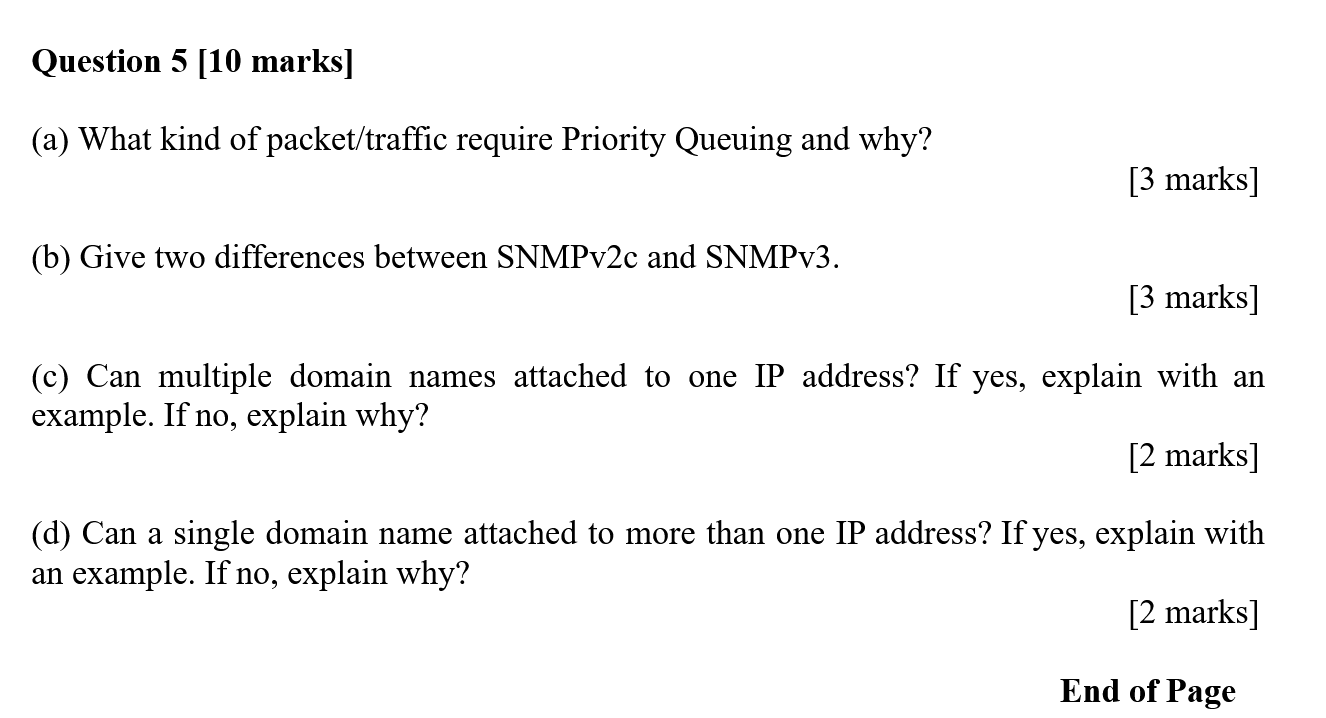 Question 5 [10 marks]
(a) What kind of packet/traffic require Priority Queuing and why?
[3 marks]
(b) Give two differences between SNMPv2c and SNMPv3.
[3 marks]
(c) Can multiple domain names attached to one IP address? If yes, explain with an
example. If no, explain why?
[2 marks]
(d) Can a single domain name attached to more than one IP address? If yes, explain with
an example. If no, explain why?
[2 marks]
End of Page